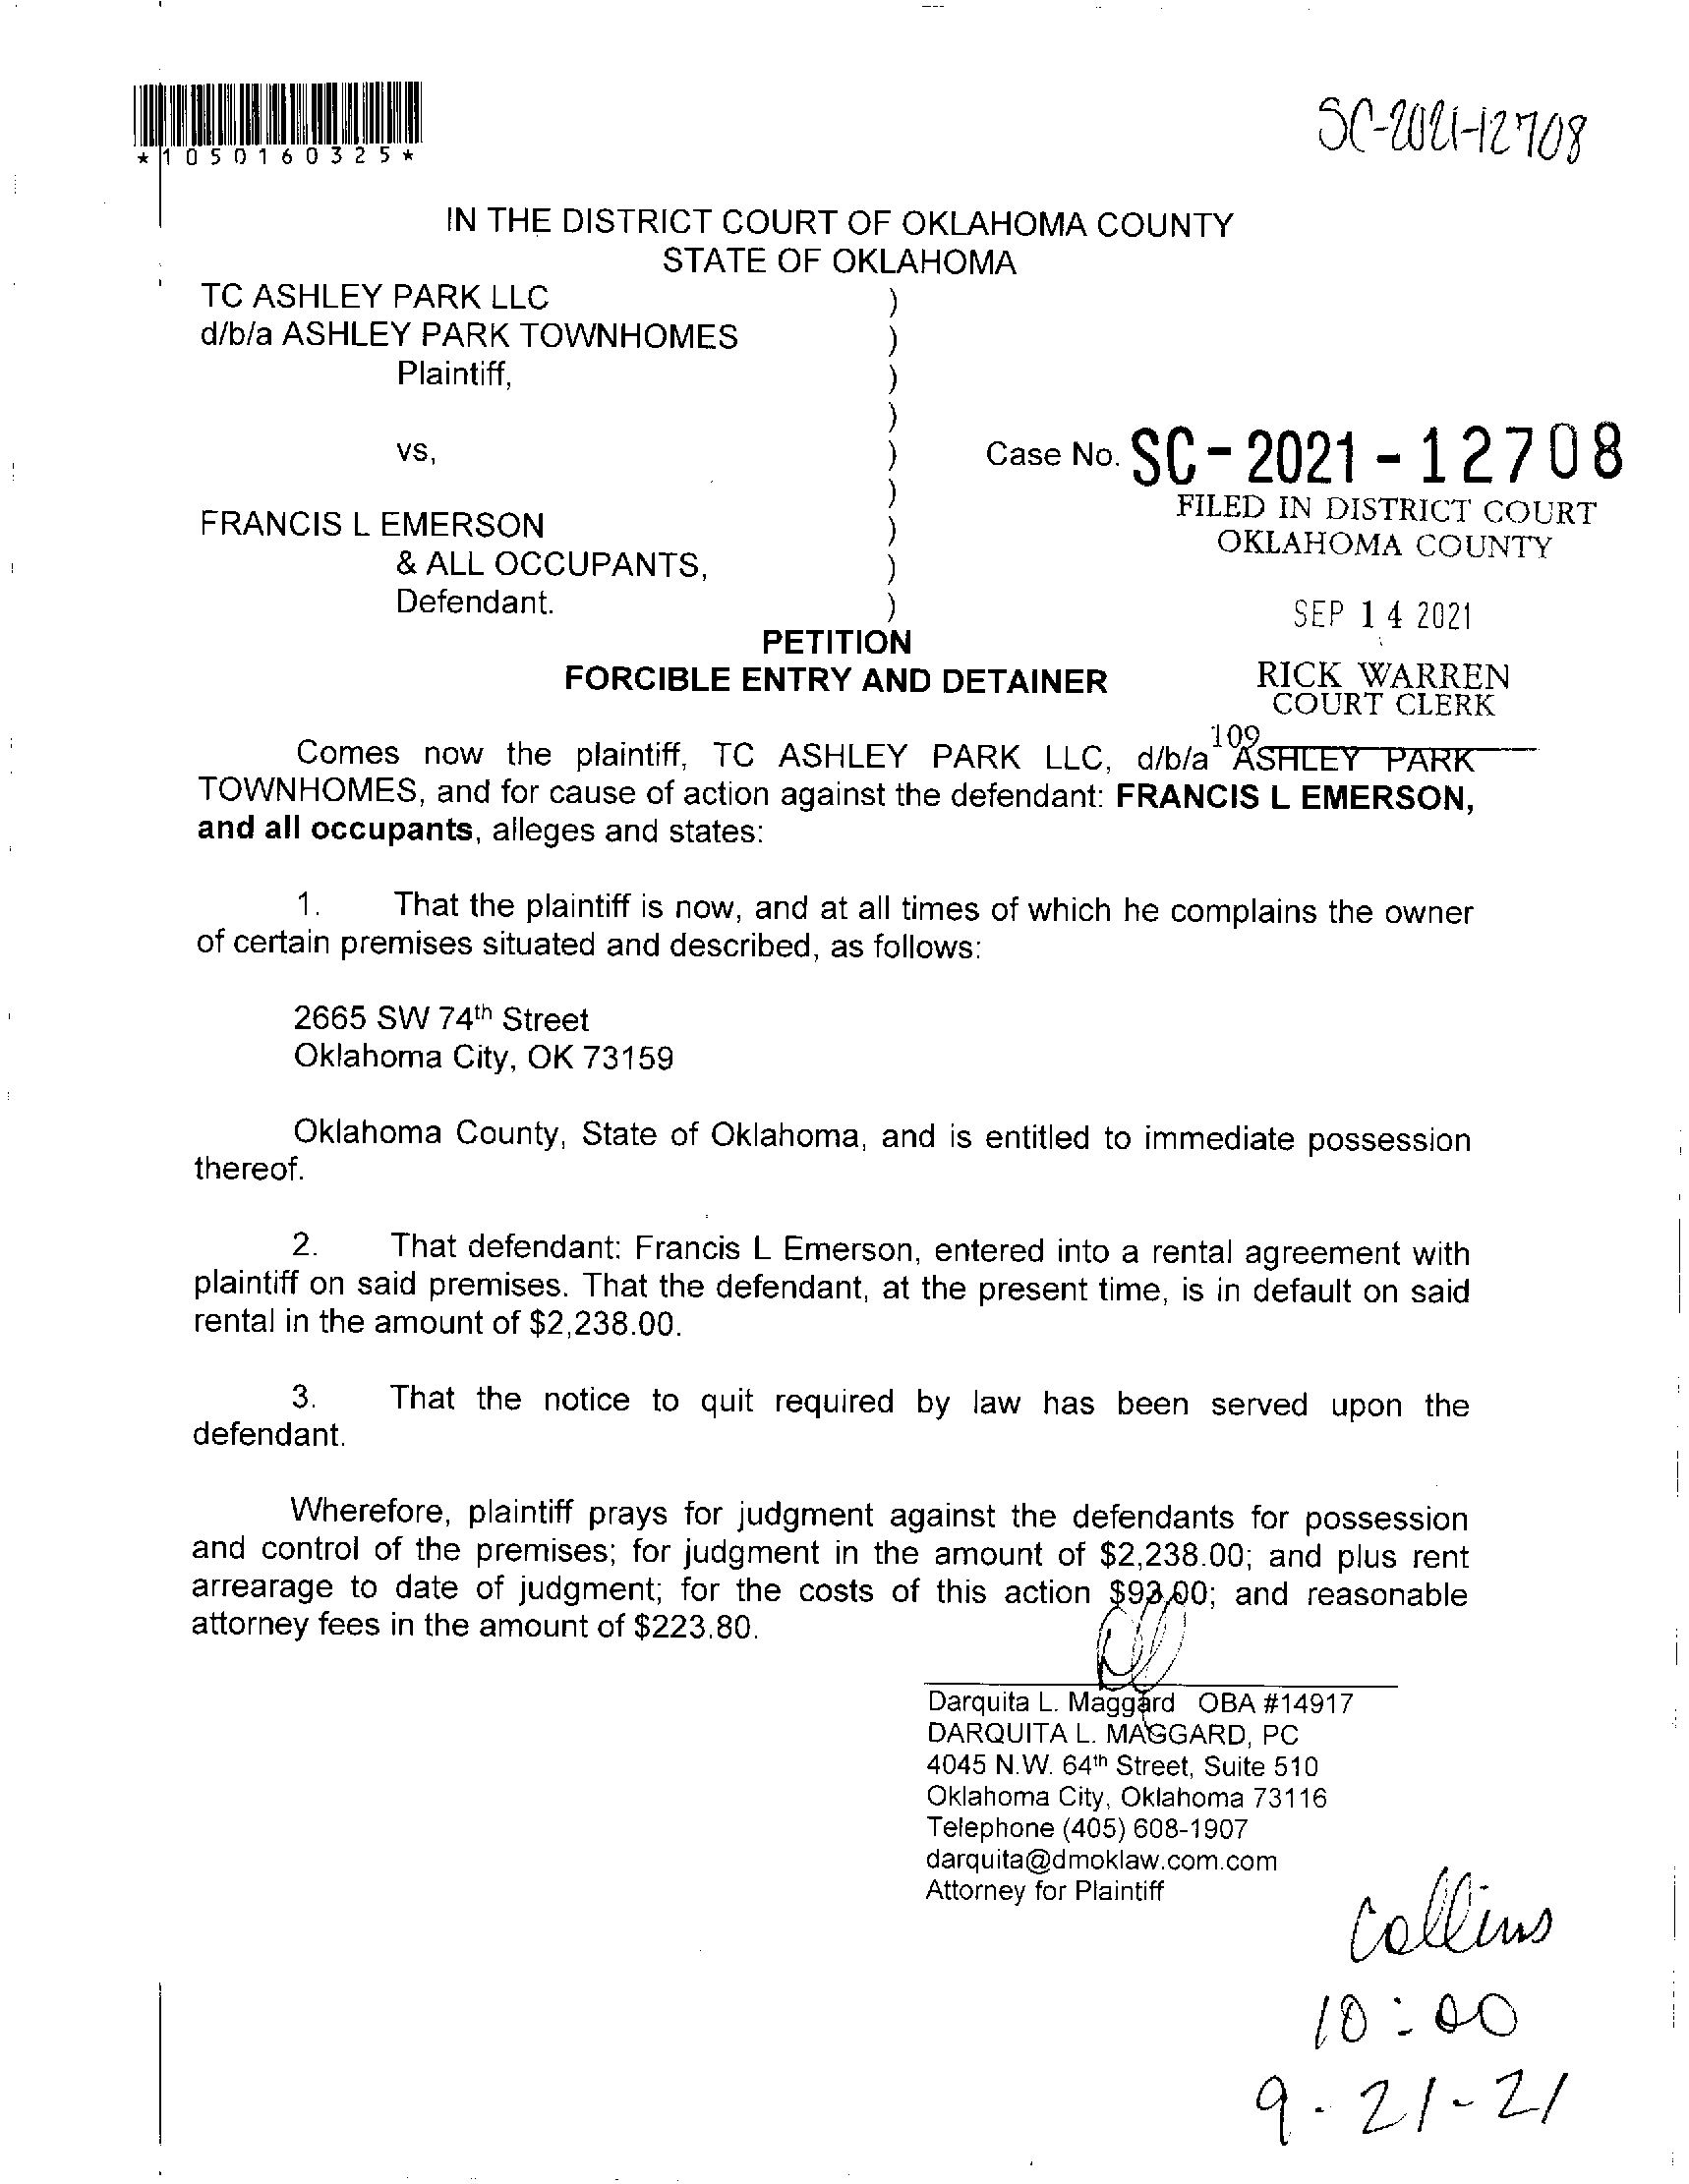 *1050160325*
SC-2021-12708
IN THE DISTRICT COURT OF OKLAHOMA COUNTY
STATE OF OKLAHOMA
TC ASHLEY PARK LLC )
d/b/a ASHLEY PARK TOWNHOMES )
Plaintiff, )
)
vs, ) Case No. SC-2021-12708
)
FILED IN DISTRICT COURT
FRANCIS L EMERSON )
OKLAHOMA COUNTY
& ALL OCCUPANTS, )
Defendant. )
SEP 14 2021
PETITION
FORCIBLE ENTRY AND DETAINER
RICK WARREN
COURT CLERK
109
Comes now the plaintiff, TC ASHLEY PARK LLC, d/b/a ASHLEY PARK
TOWNHOMES, and for cause of action against the defendant: FRANCIS L EMERSON,
and all occupants, alleges and states:
1. That the plaintiff is now, and at all times of which he complains the owner
of certain premises situated and described, as follows:
2665 SW 74th Street
Oklahoma City, OK 73159
Oklahoma County, State of Oklahoma, and is entitled to immediate possession
thereof.
2. That defendant: Francis L Emerson, entered into a rental agreement with
plaintiff on said premises. That the defendant, at the present time, is in default on said
rental in the amount of $2,238.00.
3. That the notice to quit required by law has been served upon the
defendant.
Wherefore, plaintiff prays for judgment against the defendants for possession
and control of the premises; for judgment in the amount of $2,238.00; and plus rent
arrearage to date of judgment; for the costs of this action $93.00; and reasonable
attorney fees in the amount of $223.80.
Darquita L. Maggard OBA #14917
DARQUITA L. MAGGARD, PC
4045 N.W. 64th Street, Suite 510
Oklahoma City, Oklahoma 73116
Telephone (405) 608-1907
darquita@dmoklaw.com.com
Attorney for Plaintiff
Collins
10:00
9-21-21